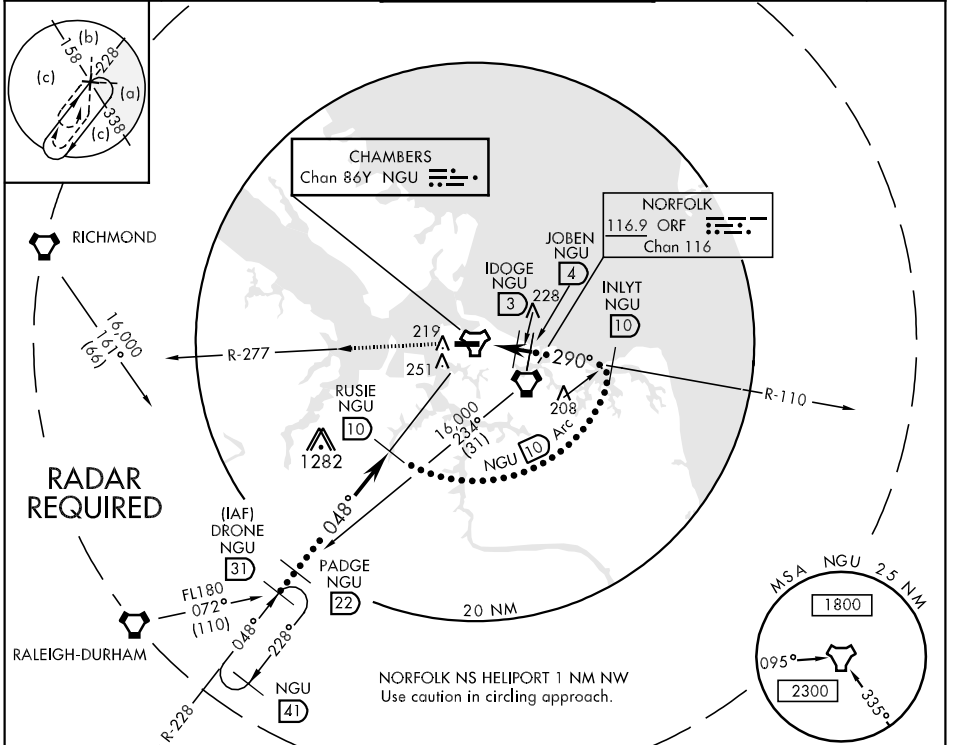 (b)
158
228
(c)
(a)
338
(c)
CHAMBERS
Chan 86Y NGU
NORFOLK
116.9 ORF
Chan 116
RICHMOND
JOBEN
NGU
4
IDOGE
NGU
3
228
INLYT
NGU
10
16,000
161°
(66)
R-277
219
251
290°
R-110
RUSIE
NGU
10
208
16,000
234°
(31)
NGU 10 Arc
1282
RADAR
REQUIRED
048°
(IAF)
DRONE
NGU
31
PADGE
NGU
22
FL180
072°
(110)
RALEIGH-DURHAM
048°
228°
20 NM
NGU
41
R-228
NORFOLK NS HELIPORT 1 NM NW
Use caution in circling approach.
MSA NGU 25 NM
1800
095°
2300
335°